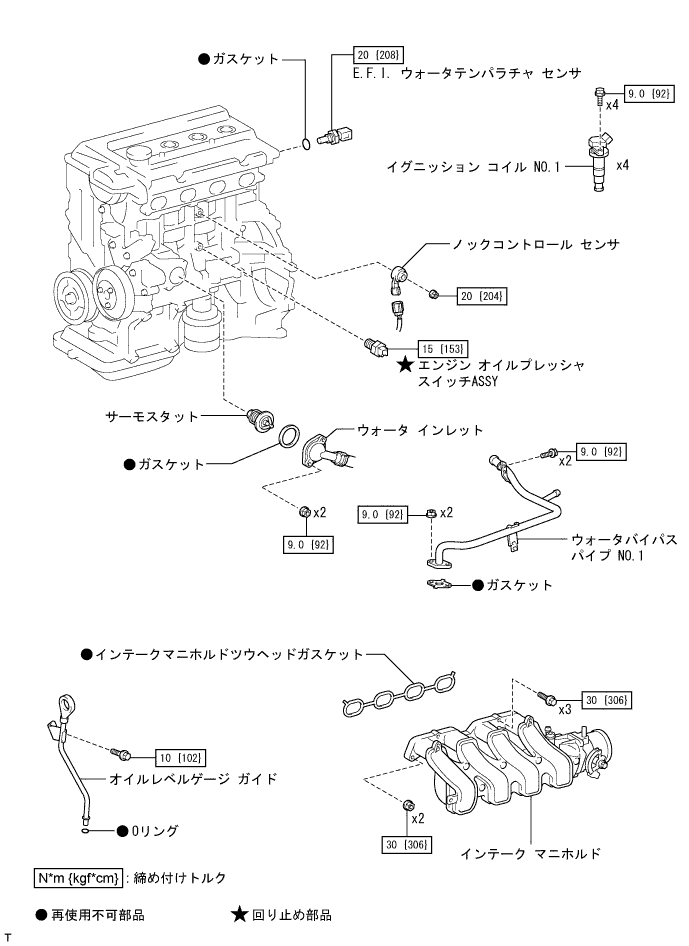 ●ガスケット
20 {208}
E.F.I. ウォータテンパラチャ センサ
9.0 {92}
x4
イグニッション コイル NO.1
x4
ノックコントロール センサ
20 {204}
15 {153}
★エンジン オイルプレッシャ
スイッチASSY
サーモスタット
ウォータ インレット
●ガスケット
x2
9.0 {92}
9.0 {92}
x2
9.0 {92}
x2
ウォータバイパス
パイプ NO.1
●ガスケット
●インテークマニホルドツウヘッドガスケット
30 {306}
x3
10 {102}
オイルレベルゲージ ガイド
●Oリング
x2
30 {306}
インテーク マニホルド
N*m {kgf*cm} : 締め付けトルク
●再使用不可部品
★回り止め部品
T